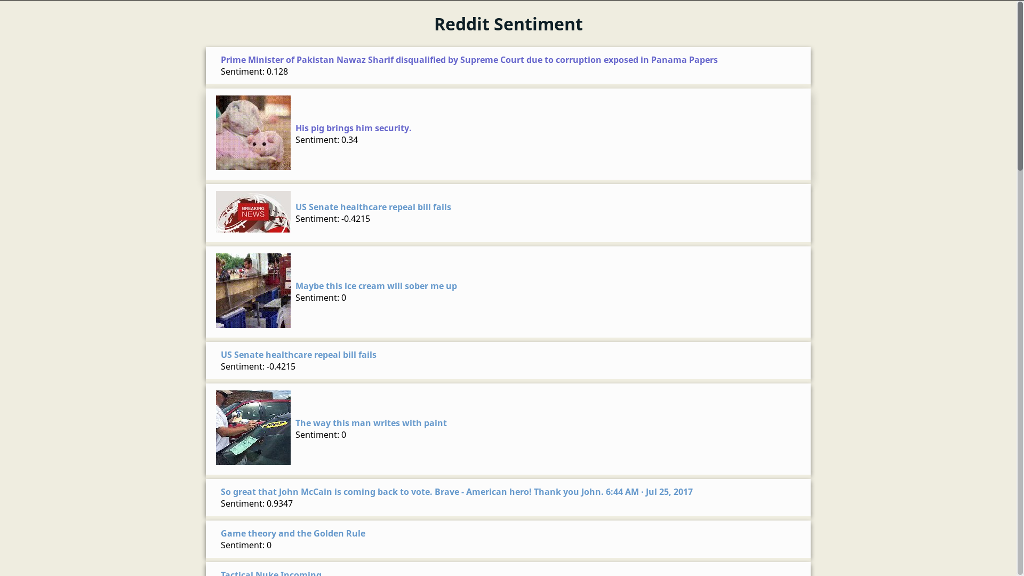 Reddit Sentiment
Prime Minister of Pakistan Nawaz Sharif disqualified by Supreme Court due to corruption exposed in Panama Papers
Sentiment: 0.128
His pig brings him security.
Sentiment: 0.34
BREAKING
NEWS
US Senate healthcare repeal bill fails
Sentiment: -0.4215
Maybe this ice cream will sober me up
Sentiment: 0
US Senate healthcare repeal bill fails
Sentiment: -0.4215
The way this man writes with paint
Sentiment: 0
So great that John McCain is coming back to vote. Brave - American hero! Thank you John. 6:44 AM · Jul 25, 2017
Sentiment: 0.9347
Game theory and the Golden Rule
Sentiment: 0
Tactical Nuke Incoming